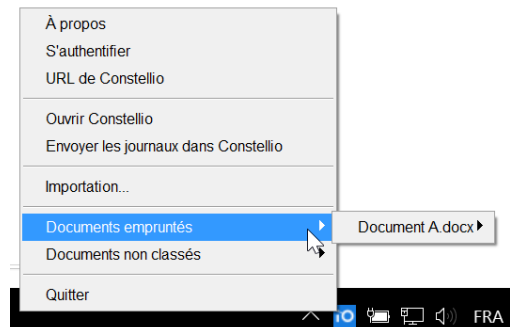 À propos
S'authentifier
URL de Constellio
Ouvrir Constellio
Envoyer les journaux dans Constellio
Importation...
Documents empruntés
Document A.docx
Documents non classés
Quitter
FRA